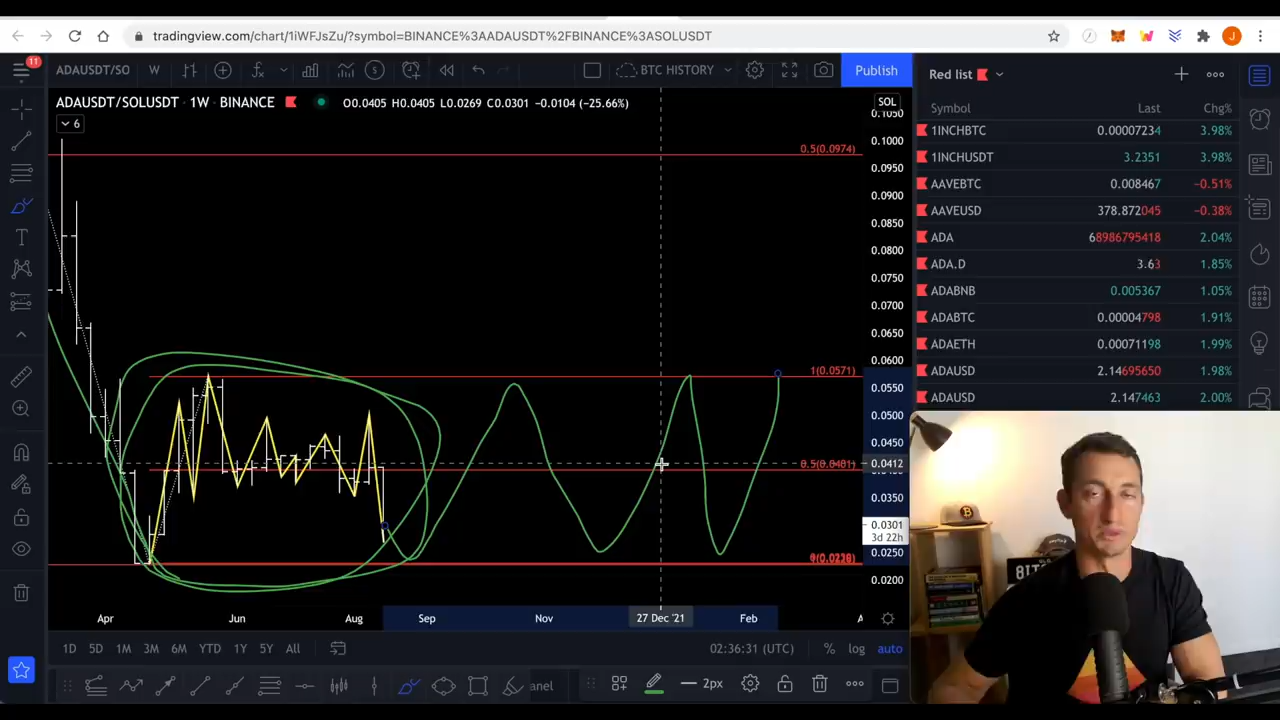 tradingview.com/chart/1iWFJsZu/?symbol=BINANCE%3AADAUSDT%2FBINANCE%3ASOLUSDT
J
11
ADAUSDT/SO
W
BTC HISTORY
Publish
Red list
ADAUSDT/SOLUSDT · 1W · BINANCE
O0.0405 H0.0405 L0.0269 C0.0301 −0.0104 (−25.66%)
6
SOL
Symbol Last Chg%
1INCHBTC 0.00007234 3.98%
1INCHUSDT 3.2351 3.98%
AAVEBTC 0.008467 −0.51%
AAVEUSD 378.872045 −0.38%
ADA 68986795418 2.04%
ADA.D 3.63 1.85%
ADABNB 0.005367 1.05%
ADABTC 0.00004798 1.91%
ADAETH 0.00071198 1.99%
ADAUSD 2.14695650 1.98%
ADAUSD 2.147463 2.00%
0.1050
0.1000
0.0950
0.0900
0.0850
0.0800
0.0750
0.0700
0.0650
0.0600
0.0550
0.0500
0.0450
0.0412
0.0350
0.0301
3d 22h
0.0250
0.0200
0.5(0.0974)
1(0.0571)
Apr Jun Aug Sep Nov 27 Dec '21 Feb A
1D 5D 1M 3M 6M YTD 1Y 5Y All
02:36:31 (UTC)
% log auto
anel
2px
8IT